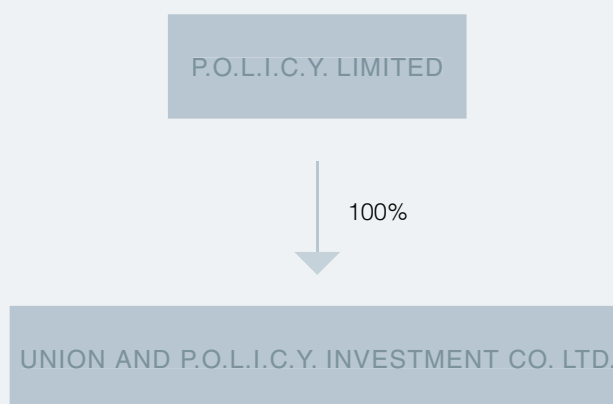 P.O.L.I.C.Y. LIMITED
100%
UNION AND P.O.L.I.C.Y. INVESTMENT CO. LTD.